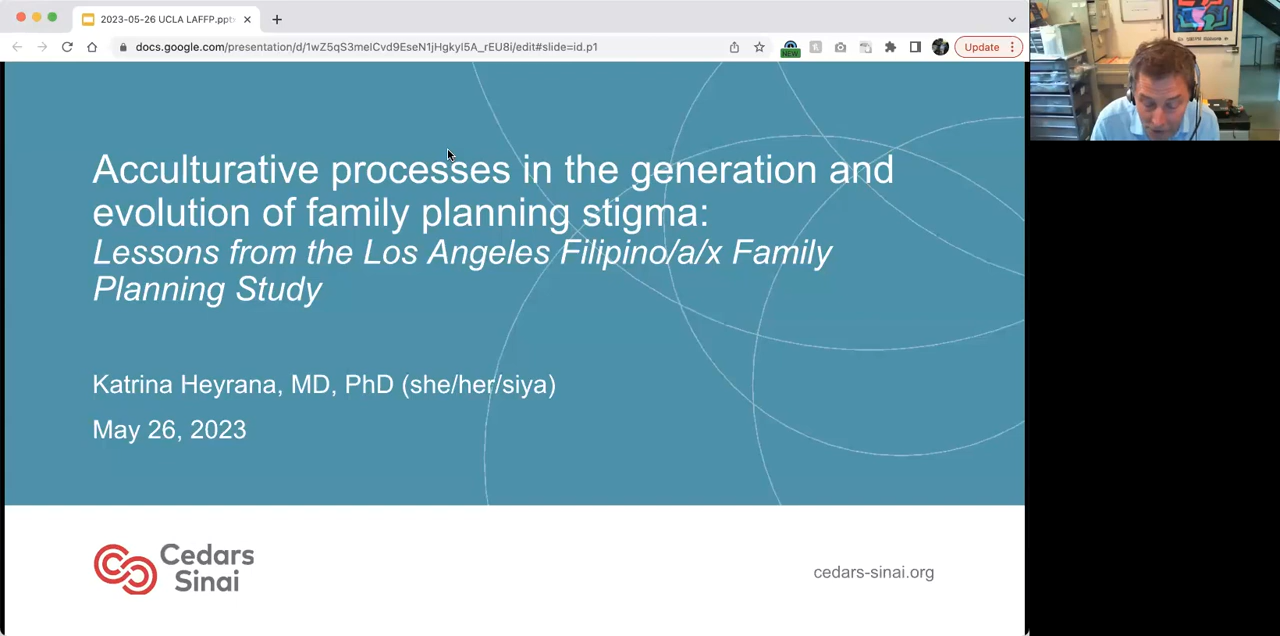 2023-05-26 UCLA LAFFP.ppt
docs.google.com/presentation/d/1wZ5qS3melCvd9EseN1jHgkyl5A_rEU8i/edit#slide=id.p1
NEW
Update
Acculturative processes in the generation and
evolution of family planning stigma:
Lessons from the Los Angeles Filipino/a/x Family
Planning Study
Katrina Heyrana, MD, PhD (she/her/siya)
May 26, 2023
Cedars
Sinai
cedars-sinai.org